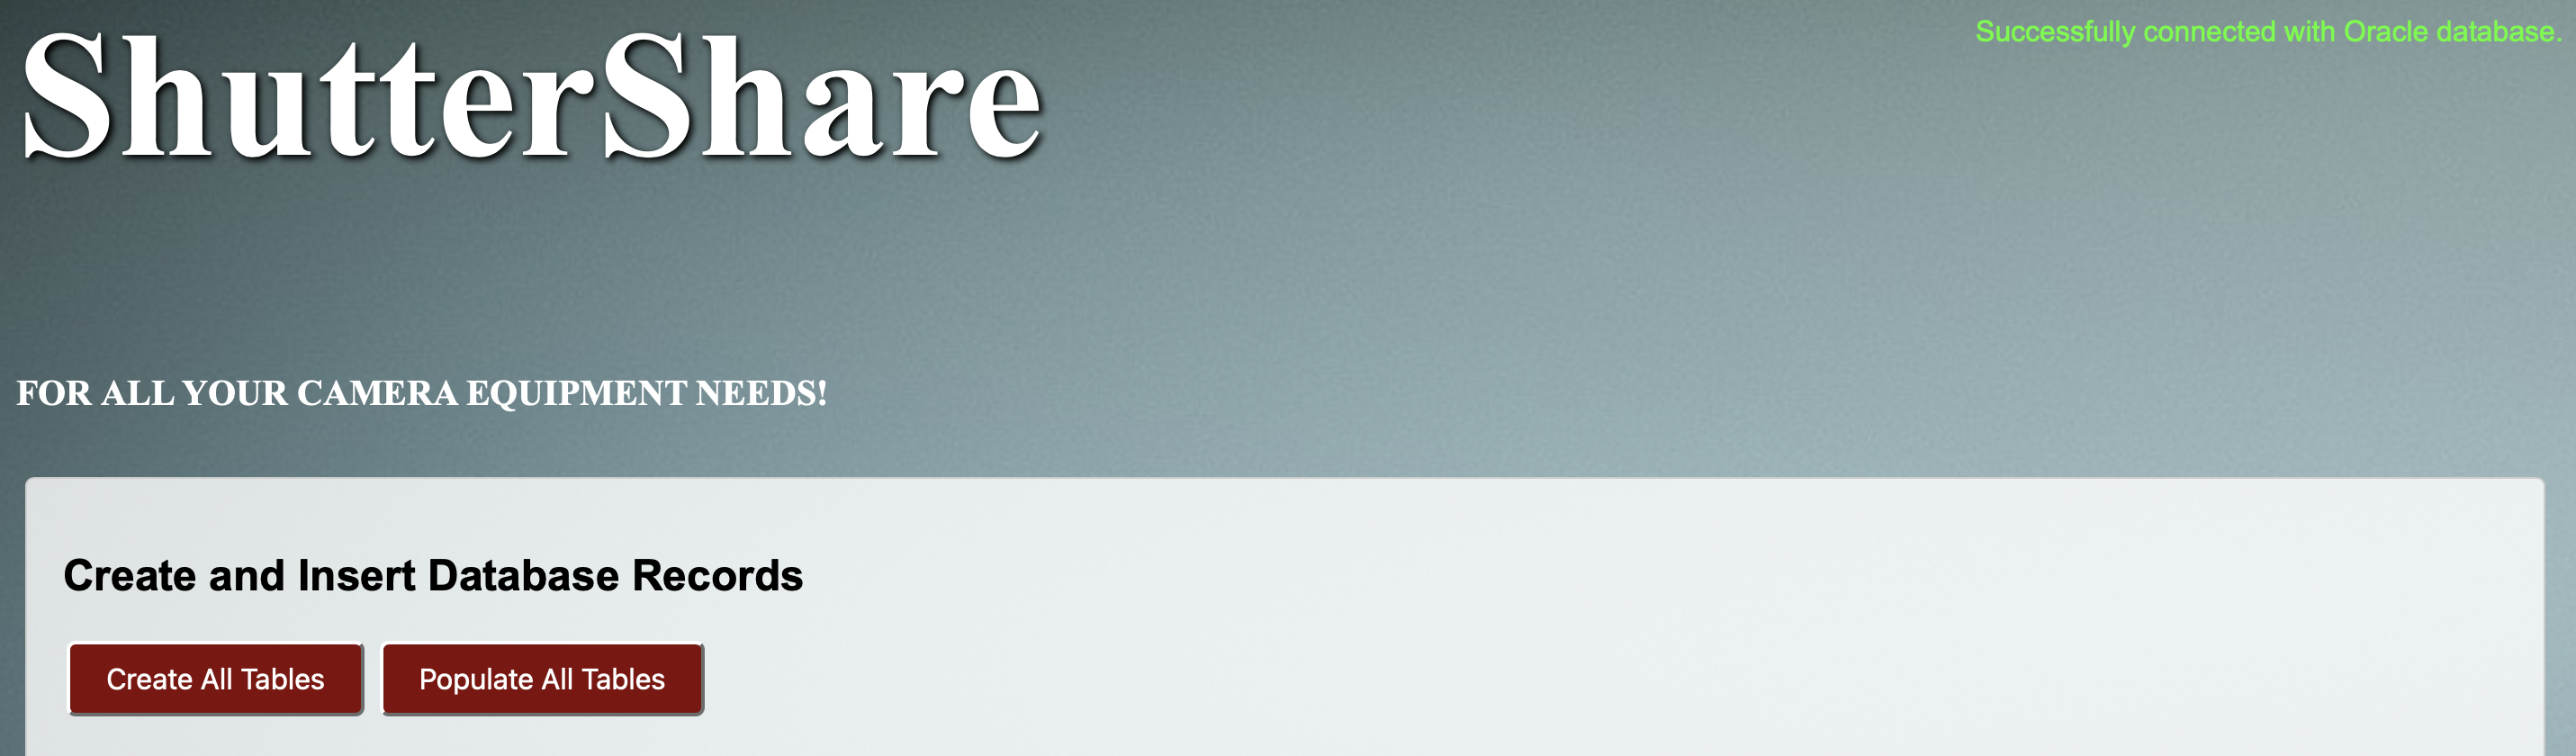 ShutterShare
Successfully connected with Oracle database.
FOR ALL YOUR CAMERA EQUIPMENT NEEDS!
Create and Insert Database Records
Create All Tables
Populate All Tables